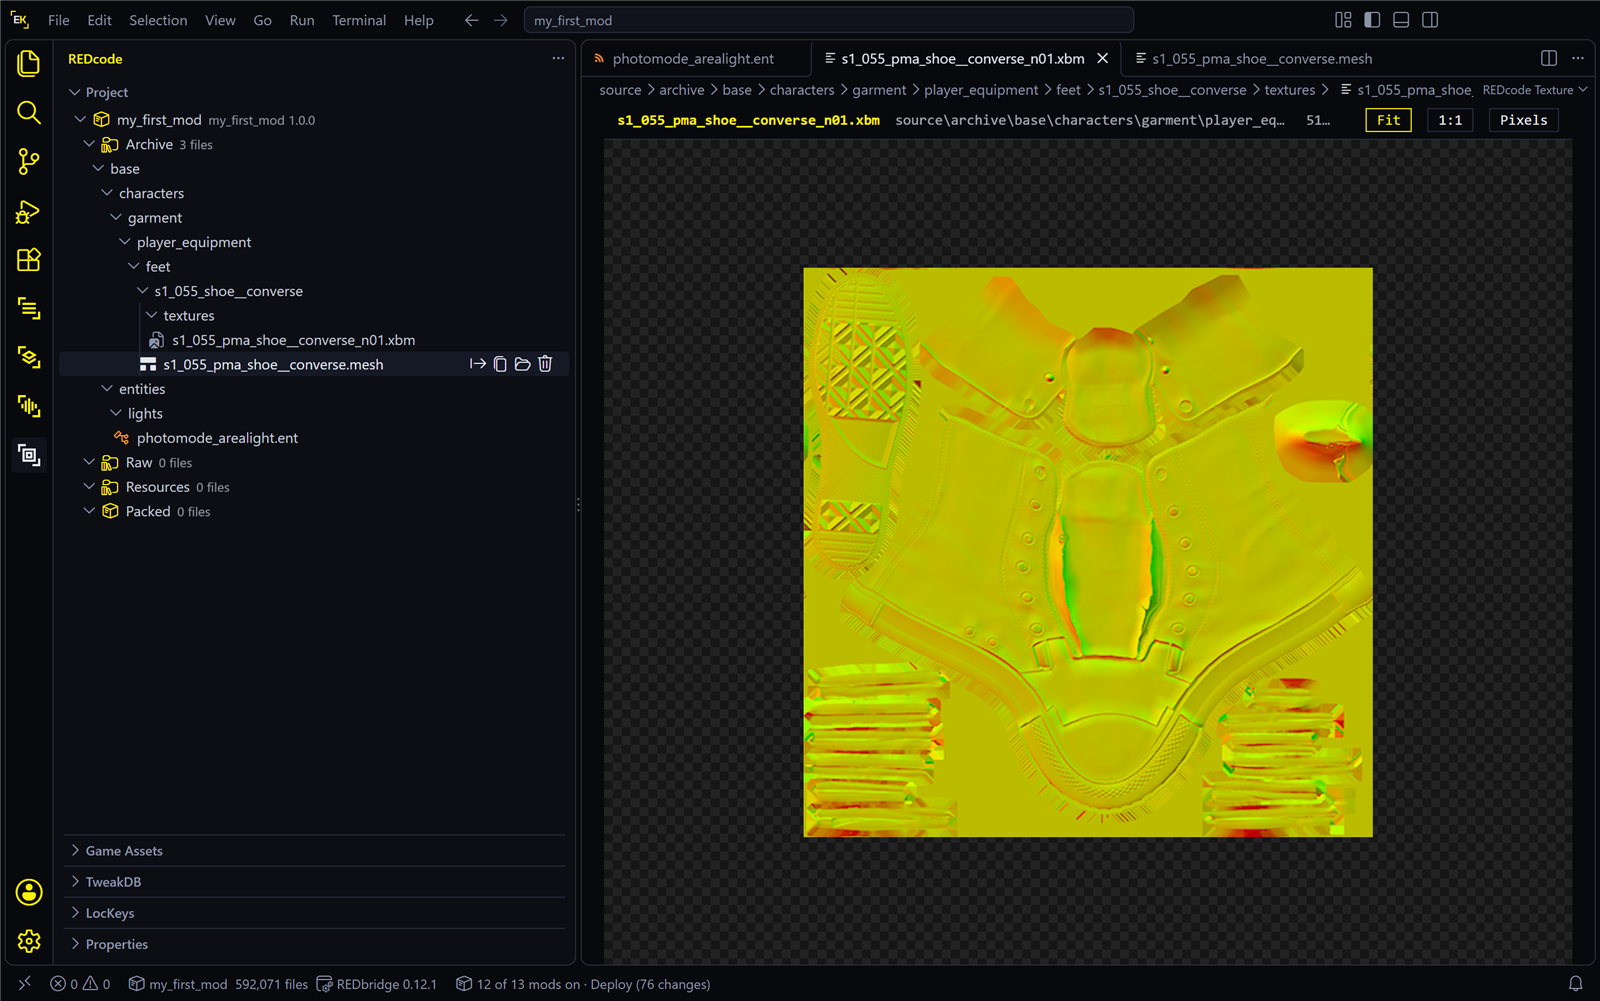 EK File Edit Selection View Go Run Terminal Help my_first_mod
REDcode
photomode_arealight.ent s1_055_pma_shoe__converse_n01.xbm s1_055_pma_shoe__converse.mesh
source > archive > base > characters > garment > player_equipment > feet > s1_055_shoe__converse > textures > s1_055_pma_shoe_ REDcode Texture
s1_055_pma_shoe__converse_n01.xbm source\archive\base\characters\garment\player_eq… 51… Fit 1:1 Pixels
Project
my_first_mod my_first_mod 1.0.0
Archive 3 files
base
characters
garment
player_equipment
feet
s1_055_shoe__converse
textures
s1_055_pma_shoe__converse_n01.xbm
s1_055_pma_shoe__converse.mesh
entities
lights
photomode_arealight.ent
Raw 0 files
Resources 0 files
Packed 0 files
Game Assets
TweakDB
LocKeys
Properties
0 0 my_first_mod 592,071 files REDbridge 0.12.1 12 of 13 mods on · Deploy (76 changes)